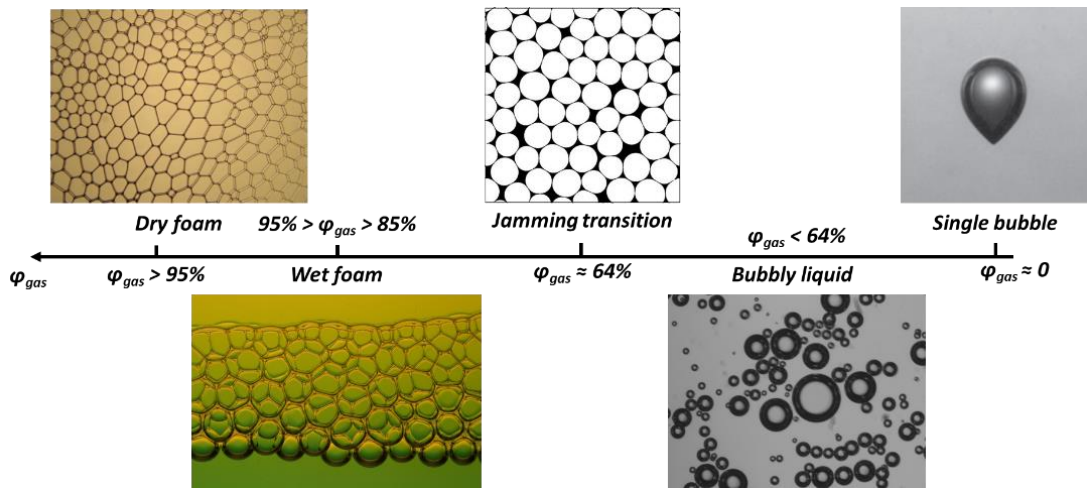 Dry foam
95% > φgas > 85%
Jamming transition
φgas < 64%
Single bubble
φgas
φgas > 95%
Wet foam
φgas ≈ 64%
Bubbly liquid
φgas ≈ 0